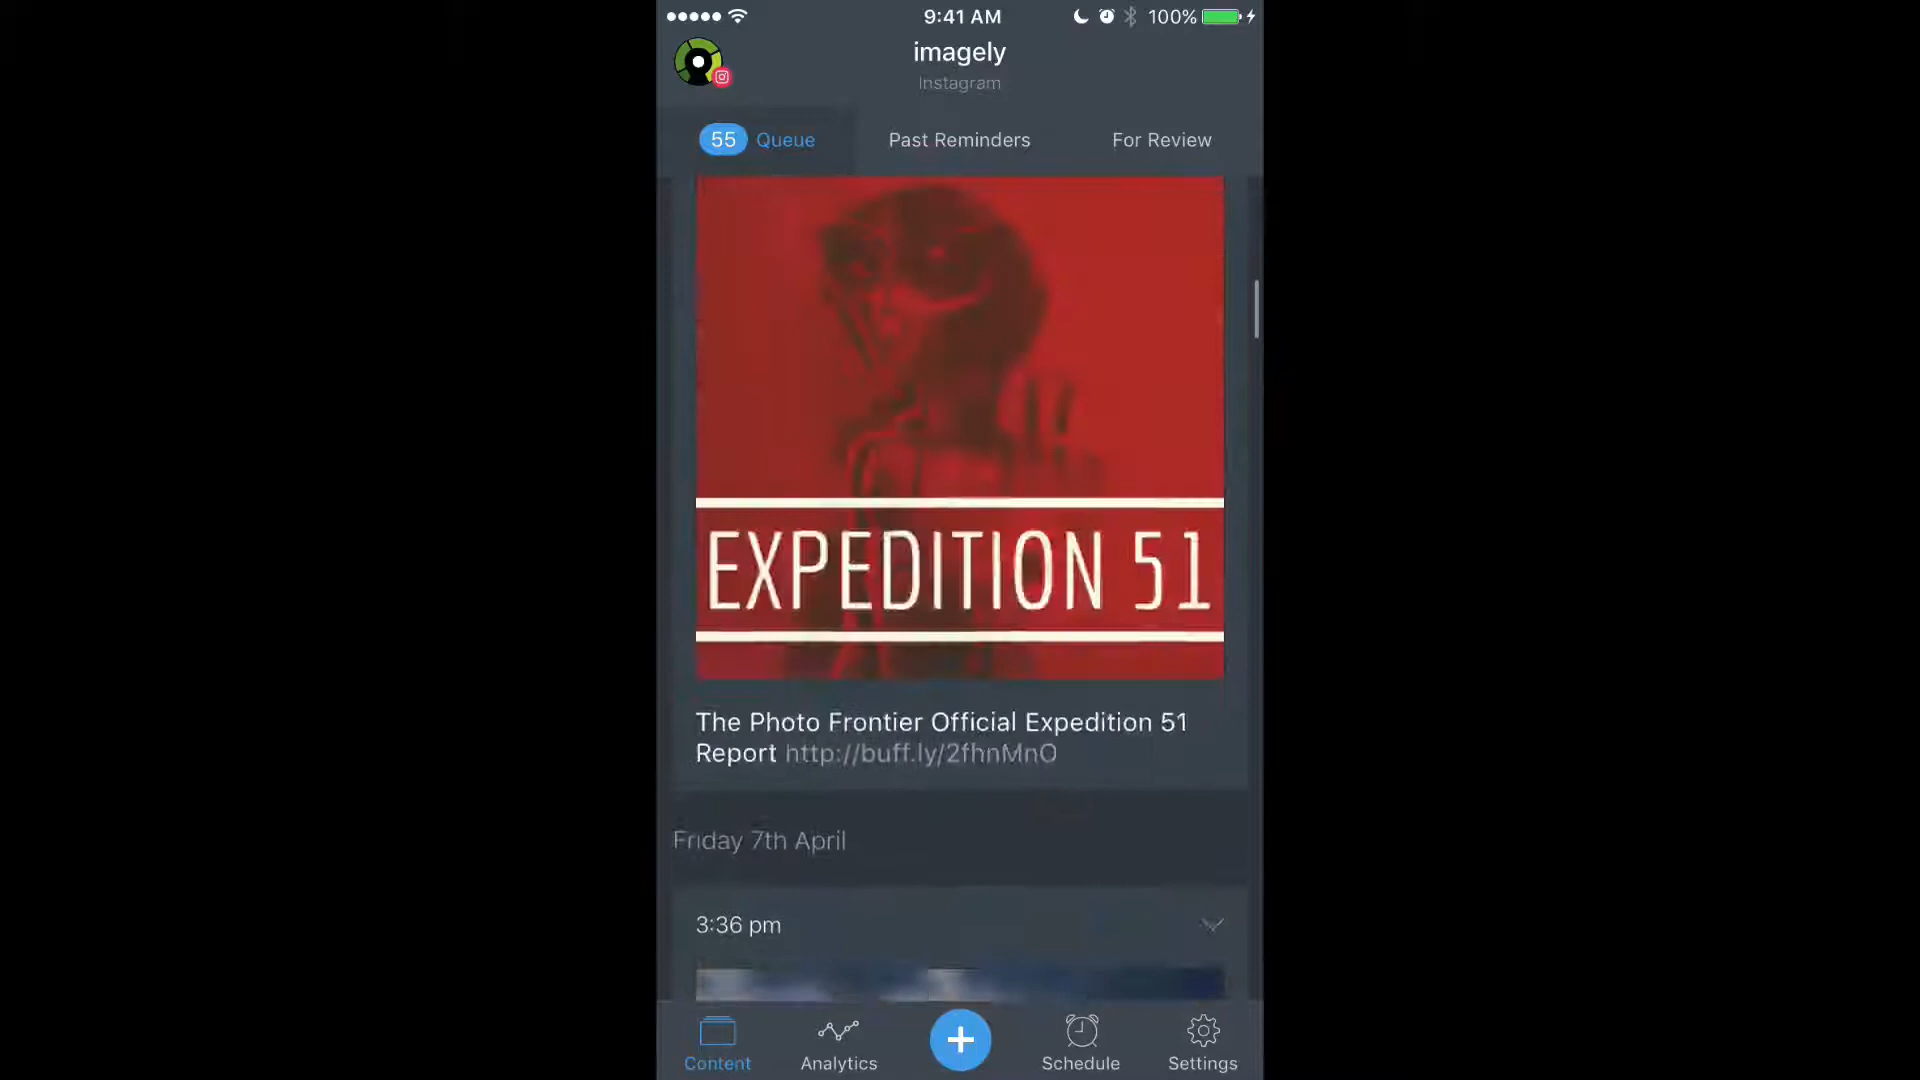 9:41 AM
100%
imagely
Instagram
55 Queue
Past Reminders
For Review
EXPEDITION 51
The Photo Frontier Official Expedition 51
Report http://buff.ly/2fhnMnO
Friday 7th April
3:36 pm
Content
Analytics
Schedule
Settings